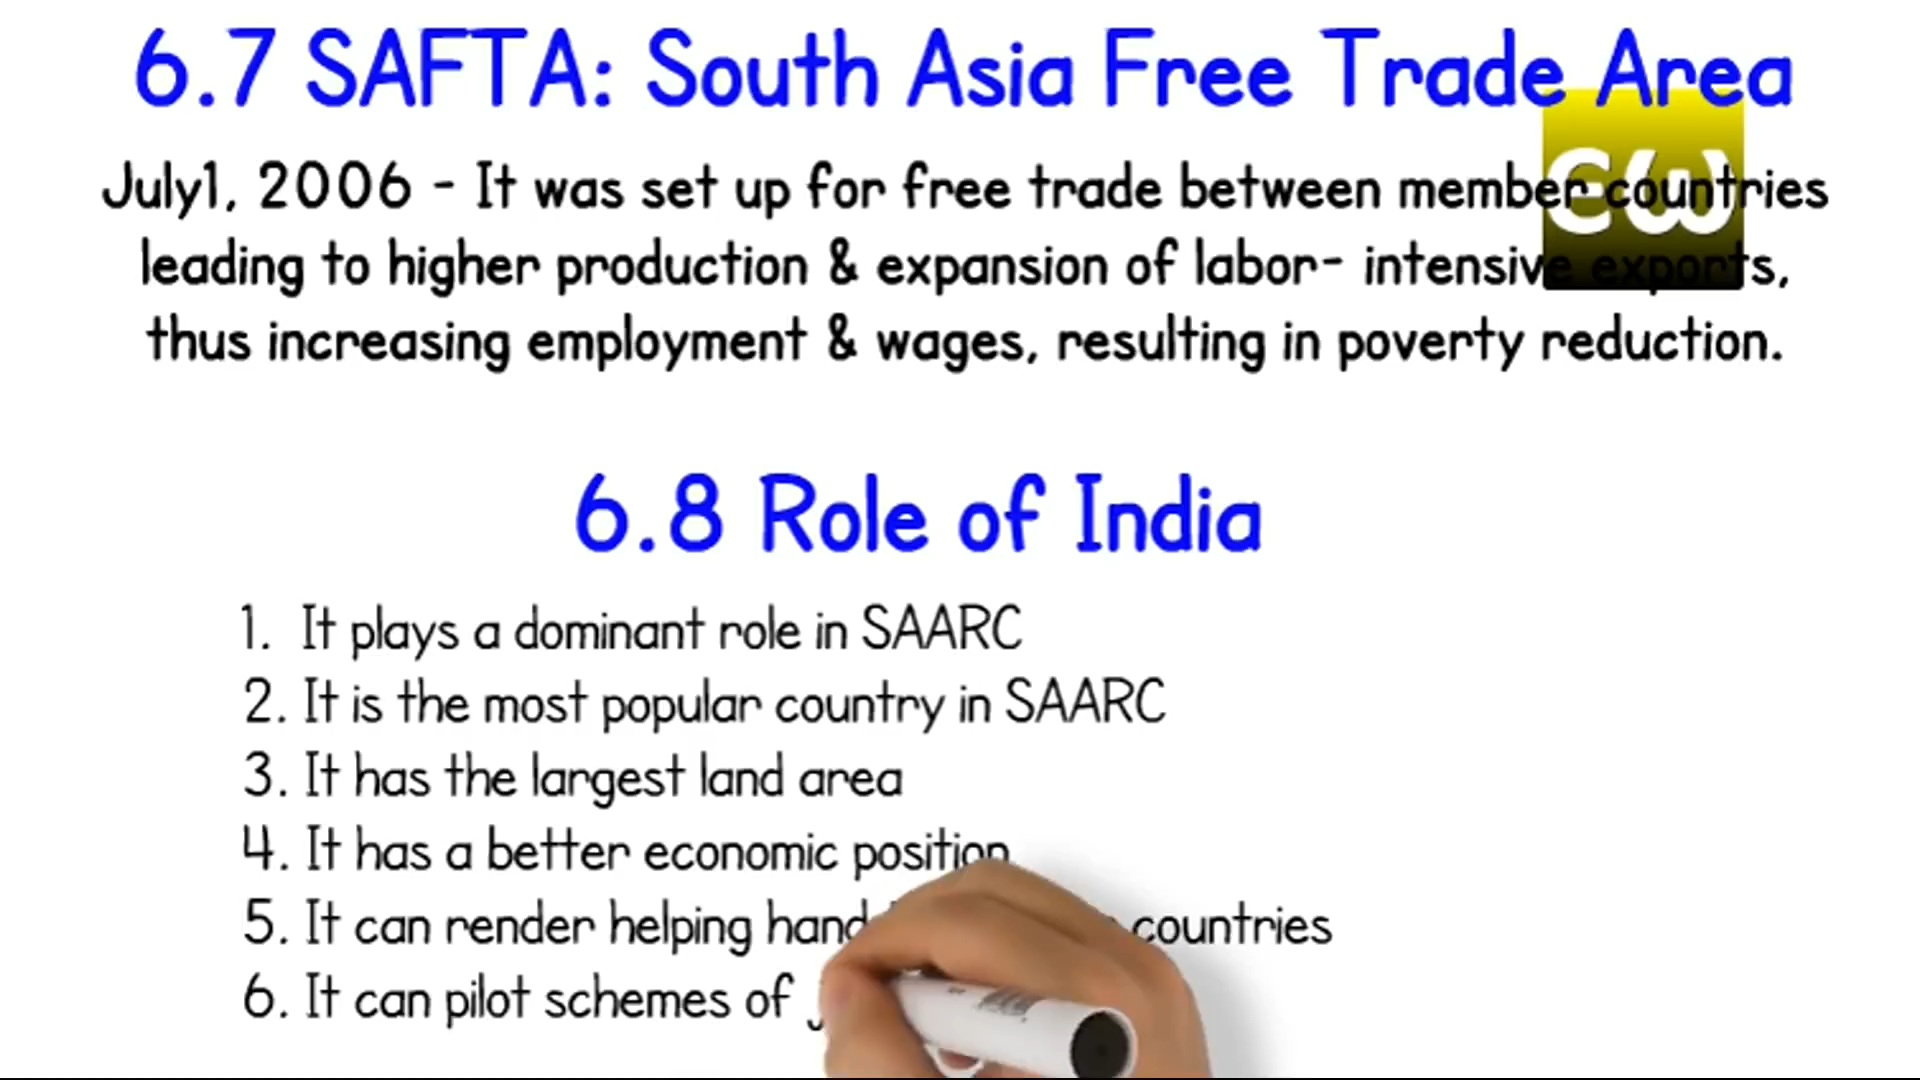 6.7 SAFTA: South Asia Free Trade Area
July1, 2006 - It was set up for free trade between member countries
leading to higher production & expansion of labor- intensive exports,
thus increasing employment & wages, resulting in poverty reduction.
εω
6.8 Role of India
1. It plays a dominant role in SAARC
2. It is the most popular country in SAARC
3. It has the largest land area
4. It has a better economic position
5. It can render helping hand countries
6. It can pilot schemes of